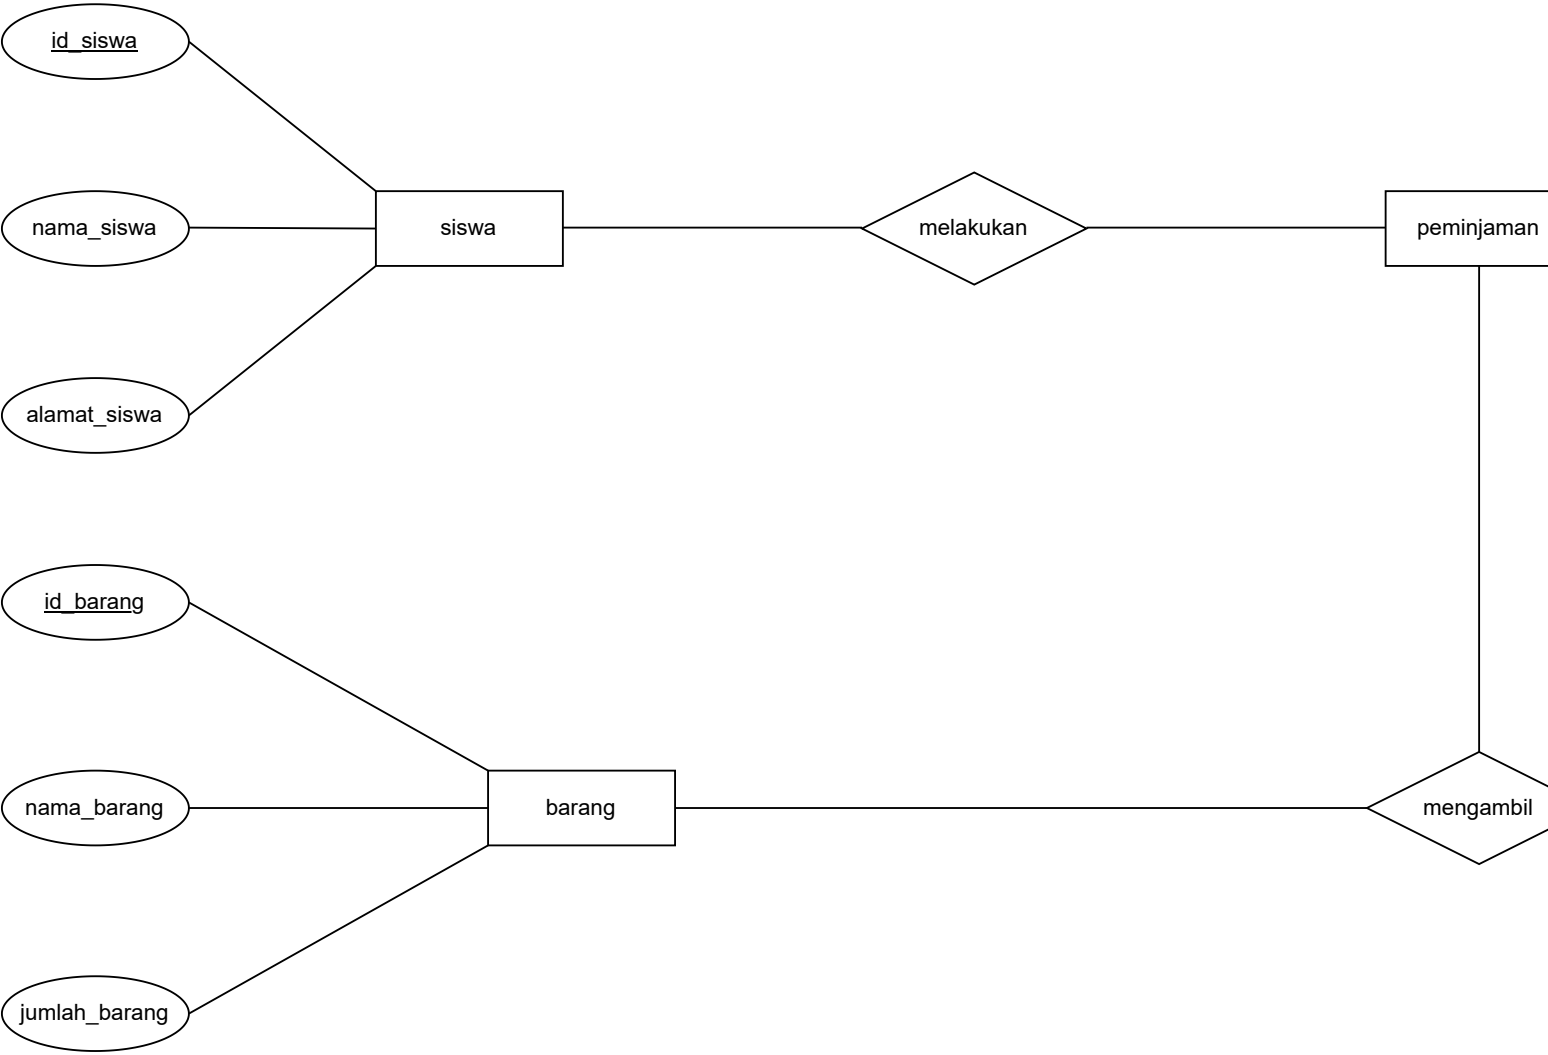 id_siswa
nama_siswa
siswa
melakukan
peminjaman
alamat_siswa
id_barang
nama_barang
barang
mengambil
jumlah_barang